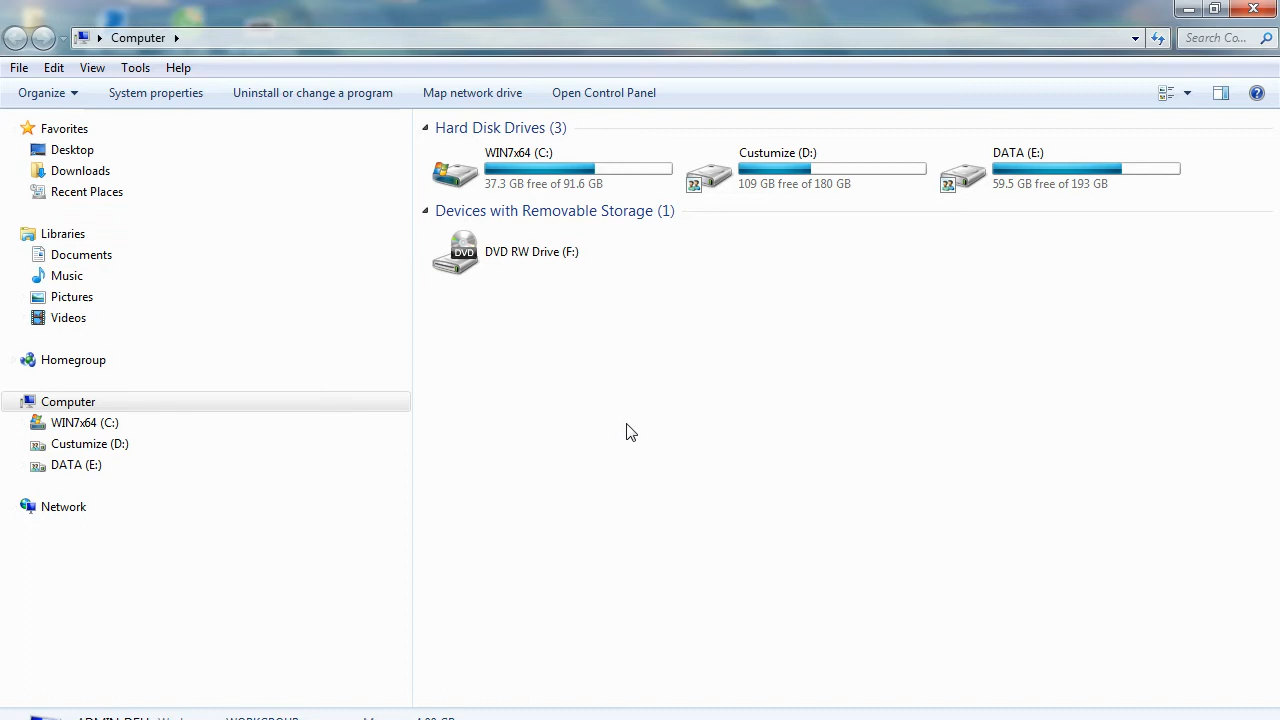 Computer
Search Co...
File Edit View Tools Help
Organize System properties Uninstall or change a program Map network drive Open Control Panel
Favorites
Desktop
Downloads
Recent Places
Libraries
Documents
Music
Pictures
Videos
Homegroup
Computer
WIN7x64 (C:)
Custumize (D:)
DATA (E:)
Network
Hard Disk Drives (3)
WIN7x64 (C:)
37.3 GB free of 91.6 GB
Custumize (D:)
109 GB free of 180 GB
DATA (E:)
59.5 GB free of 193 GB
Devices with Removable Storage (1)
DVD
DVD RW Drive (F:)
WORKGROUP